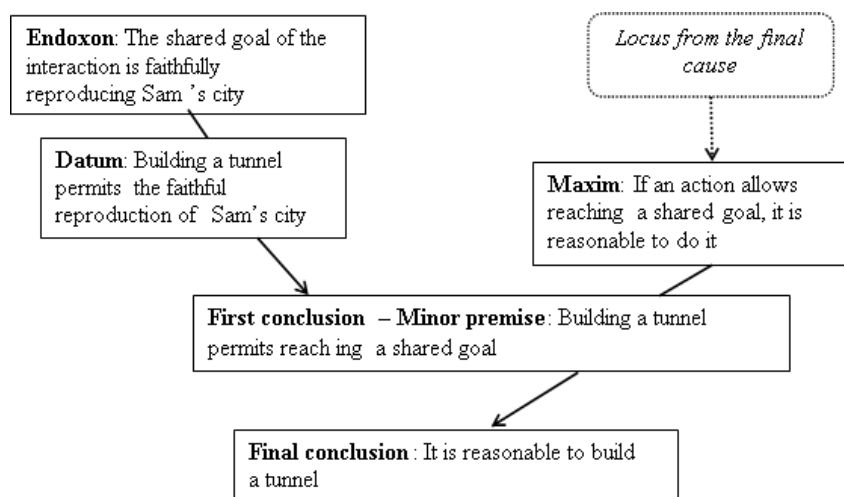 Endoxon: The shared goal of the
interaction is faithfully
reproducing Sam 's city
Locus from the final
cause
Datum: Building a tunnel
permits the faithful
reproduction of Sam's city
Maxim: If an action allows
reaching a shared goal, it is
reasonable to do it
First conclusion – Minor premise: Building a tunnel
permits reach ing a shared goal
Final conclusion : It is reasonable to build
a tunnel